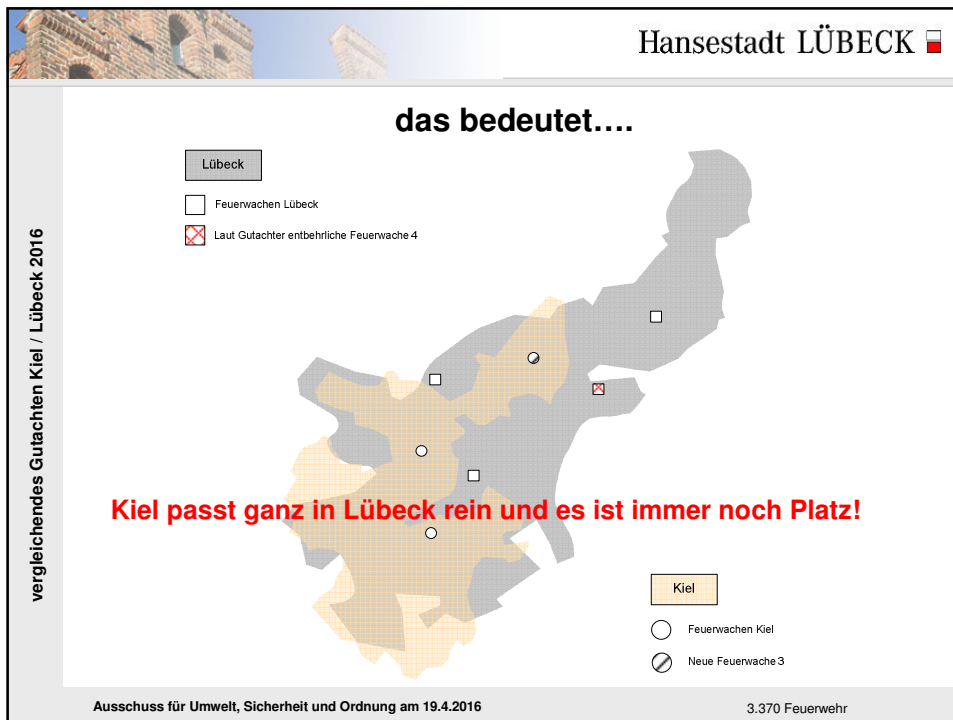 Hansestadt LÜBECK
das bedeutet....
Lübeck
Feuerwachen Lübeck
Laut Gutachter entbehrliche Feuerwache 4
vergleichendes Gutachten Kiel / Lübeck 2016
Kiel passt ganz in Lübeck rein und es ist immer noch Platz!
Kiel
Feuerwachen Kiel
Neue Feuerwache 3
Ausschuss für Umwelt, Sicherheit und Ordnung am 19.4.2016
3.370 Feuerwehr